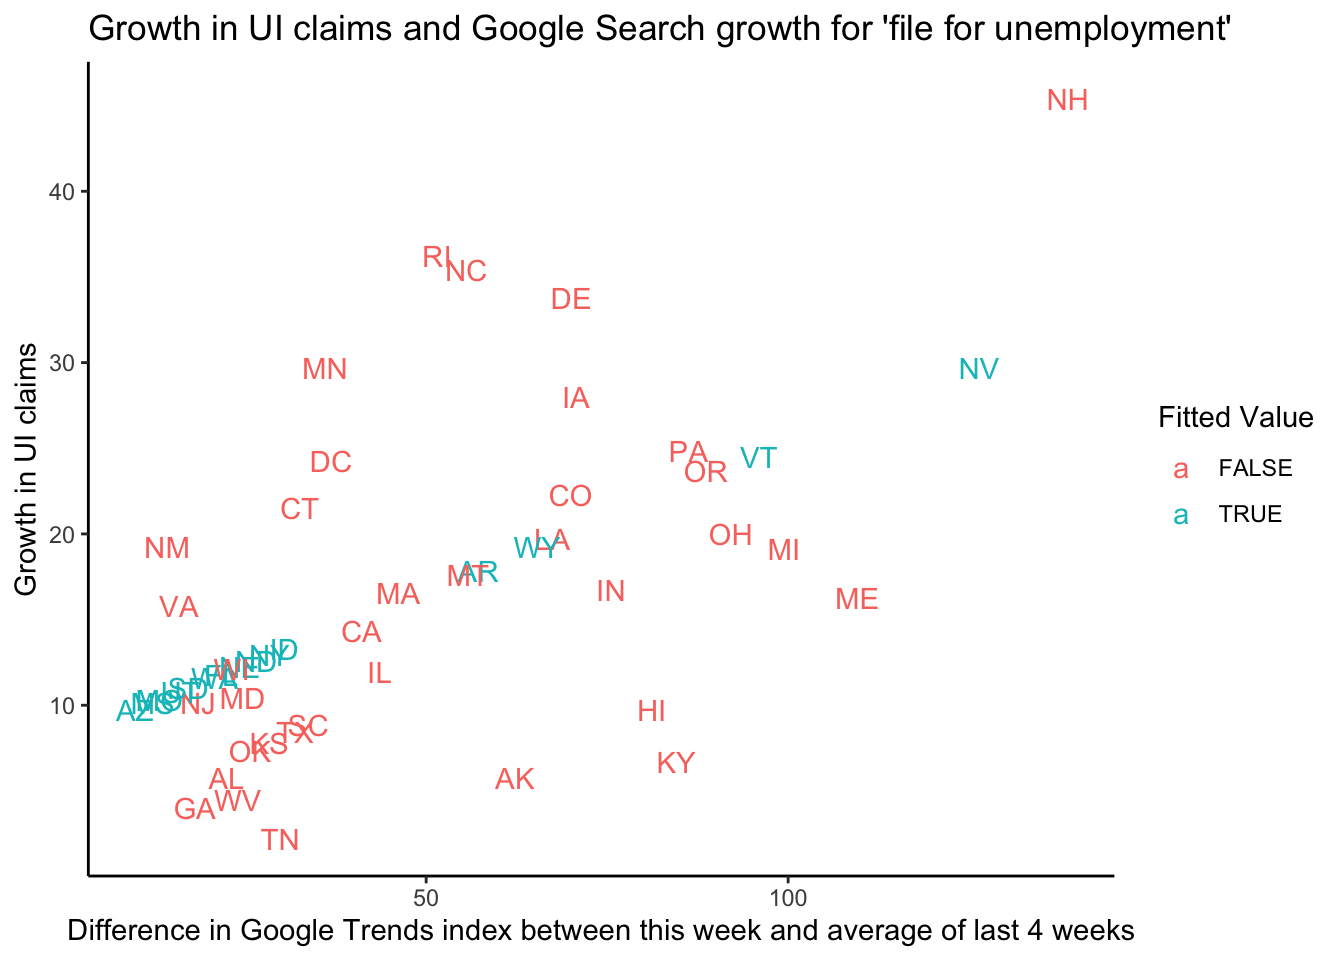 Growth in UI claims and Google Search growth for 'file for unemployment'
NH
40
RI
NC
DE
MN
30
NV
IA
PA
VT
DC
OR
CO
CT
Growth in UI claims
20
NM
LA
WY
OH
MI
MT
AR
IN
MA
ME
VA
CA
ID
NY
IL
MD
NJ
10
AZ
HI
SC
TX
KS
OK
KY
AL
AK
WV
GA
TN
50
100
Difference in Google Trends index between this week and average of last 4 weeks
Fitted Value
a FALSE
a TRUE